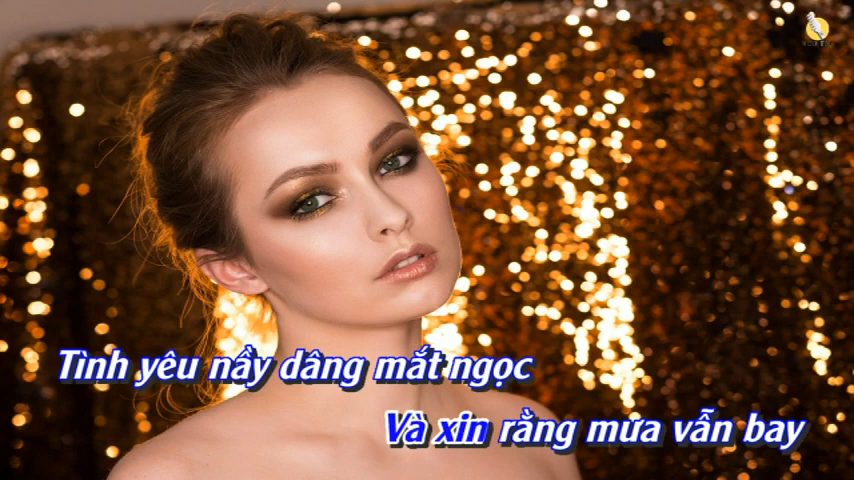 Tình yêu nầy dâng mắt ngọc
Và xin rằng mưa vẫn bay